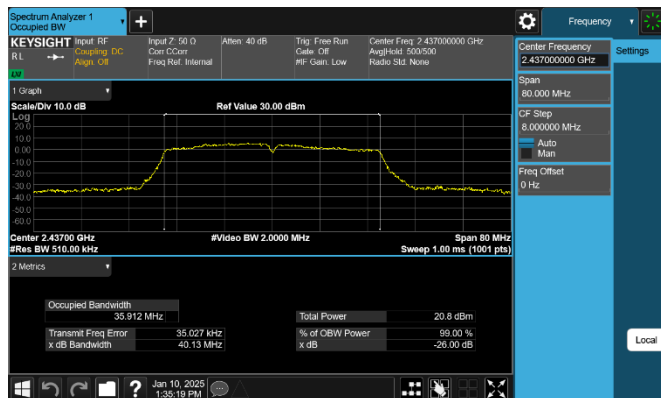 Spectrum Analyzer 1
Occupied BW
Frequency
KEYSIGHT
R L
Input: RF
Coupling: DC
Align: Off
Input Z: 50 Ω
Corr CCorr
Freq Ref: Internal
Atten: 40 dB
Trig: Free Run
Gate: Off
#IF Gain: Low
Center Freq: 2.437000000 GHz
Avg|Hold: 500/500
Radio Std: None
LXI
Center Frequency
2.437000000 GHz
Settings
Span
80.000 MHz
CF Step
8.000000 MHz
Auto
Man
Freq Offset
0 Hz
1 Graph
Scale/Div 10.0 dB
Ref Value 30.00 dBm
Log
20.0
10.0
0.00
-10.0
-20.0
-30.0
-40.0
-50.0
-60.0
Center 2.43700 GHz
#Video BW 2.0000 MHz
Span 80 MHz
#Res BW 510.00 kHz
Sweep 1.00 ms (1001 pts)
2 Metrics
Occupied Bandwidth
35.912 MHz
Total Power 20.8 dBm
Transmit Freq Error 35.027 kHz
% of OBW Power 99.00 %
x dB Bandwidth 40.13 MHz
x dB -26.00 dB
Local
Jan 10, 2025
1:35:19 PM